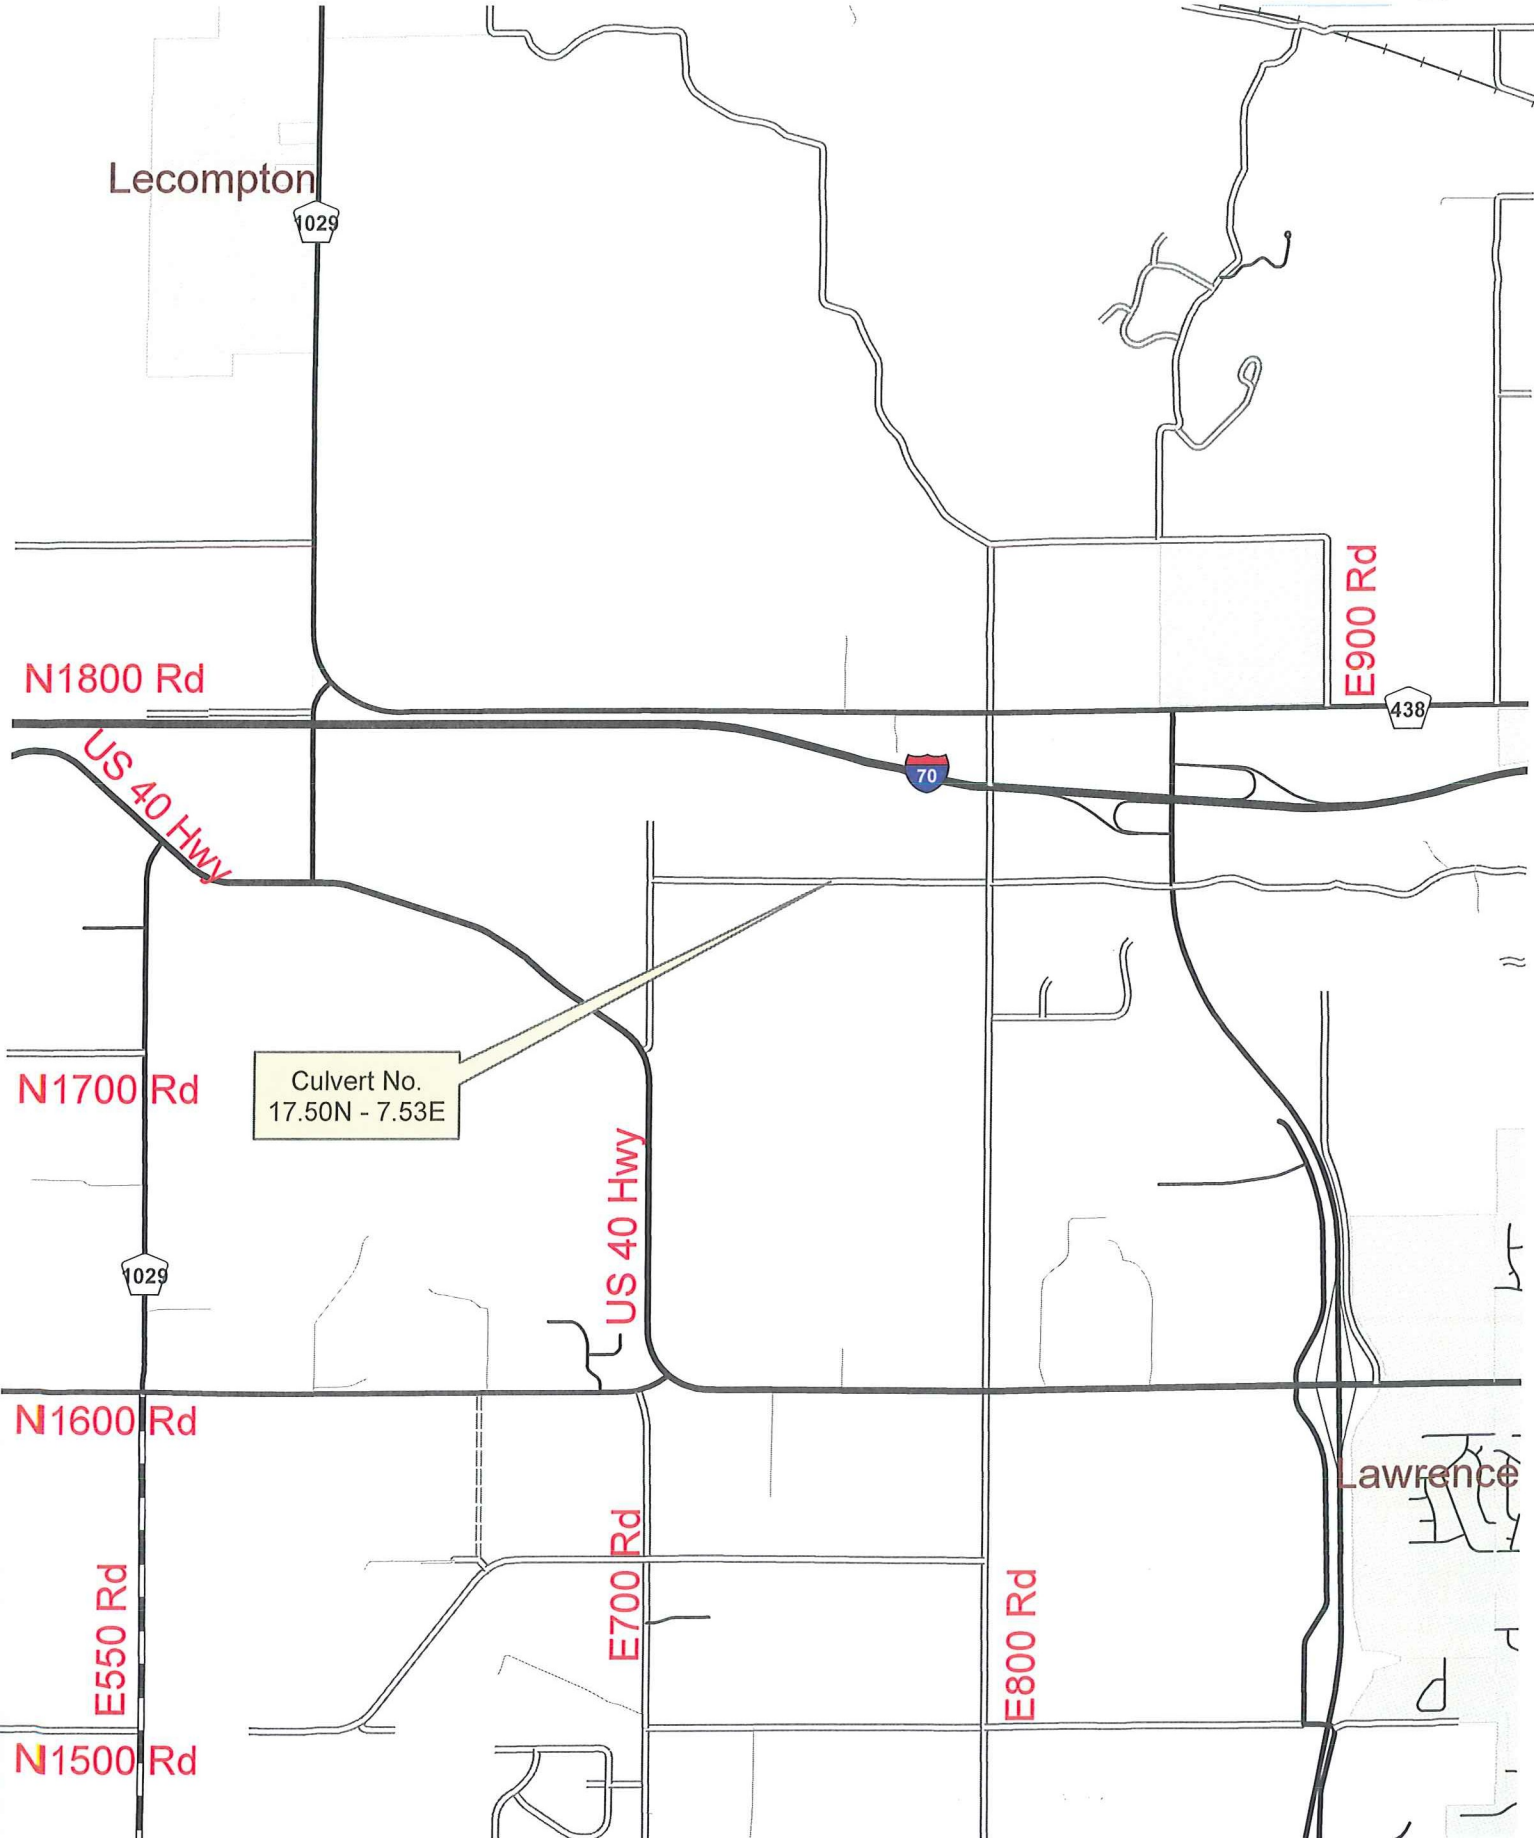 Lecompton
1029
E900 Rd
N1800 Rd
438
US 40 Hwy
70
N1700 Rd
Culvert No.
17.50N - 7.53E
US 40 Hwy
1029
N1600 Rd
Lawrence
E550 Rd
E700 Rd
E800 Rd
N1500 Rd